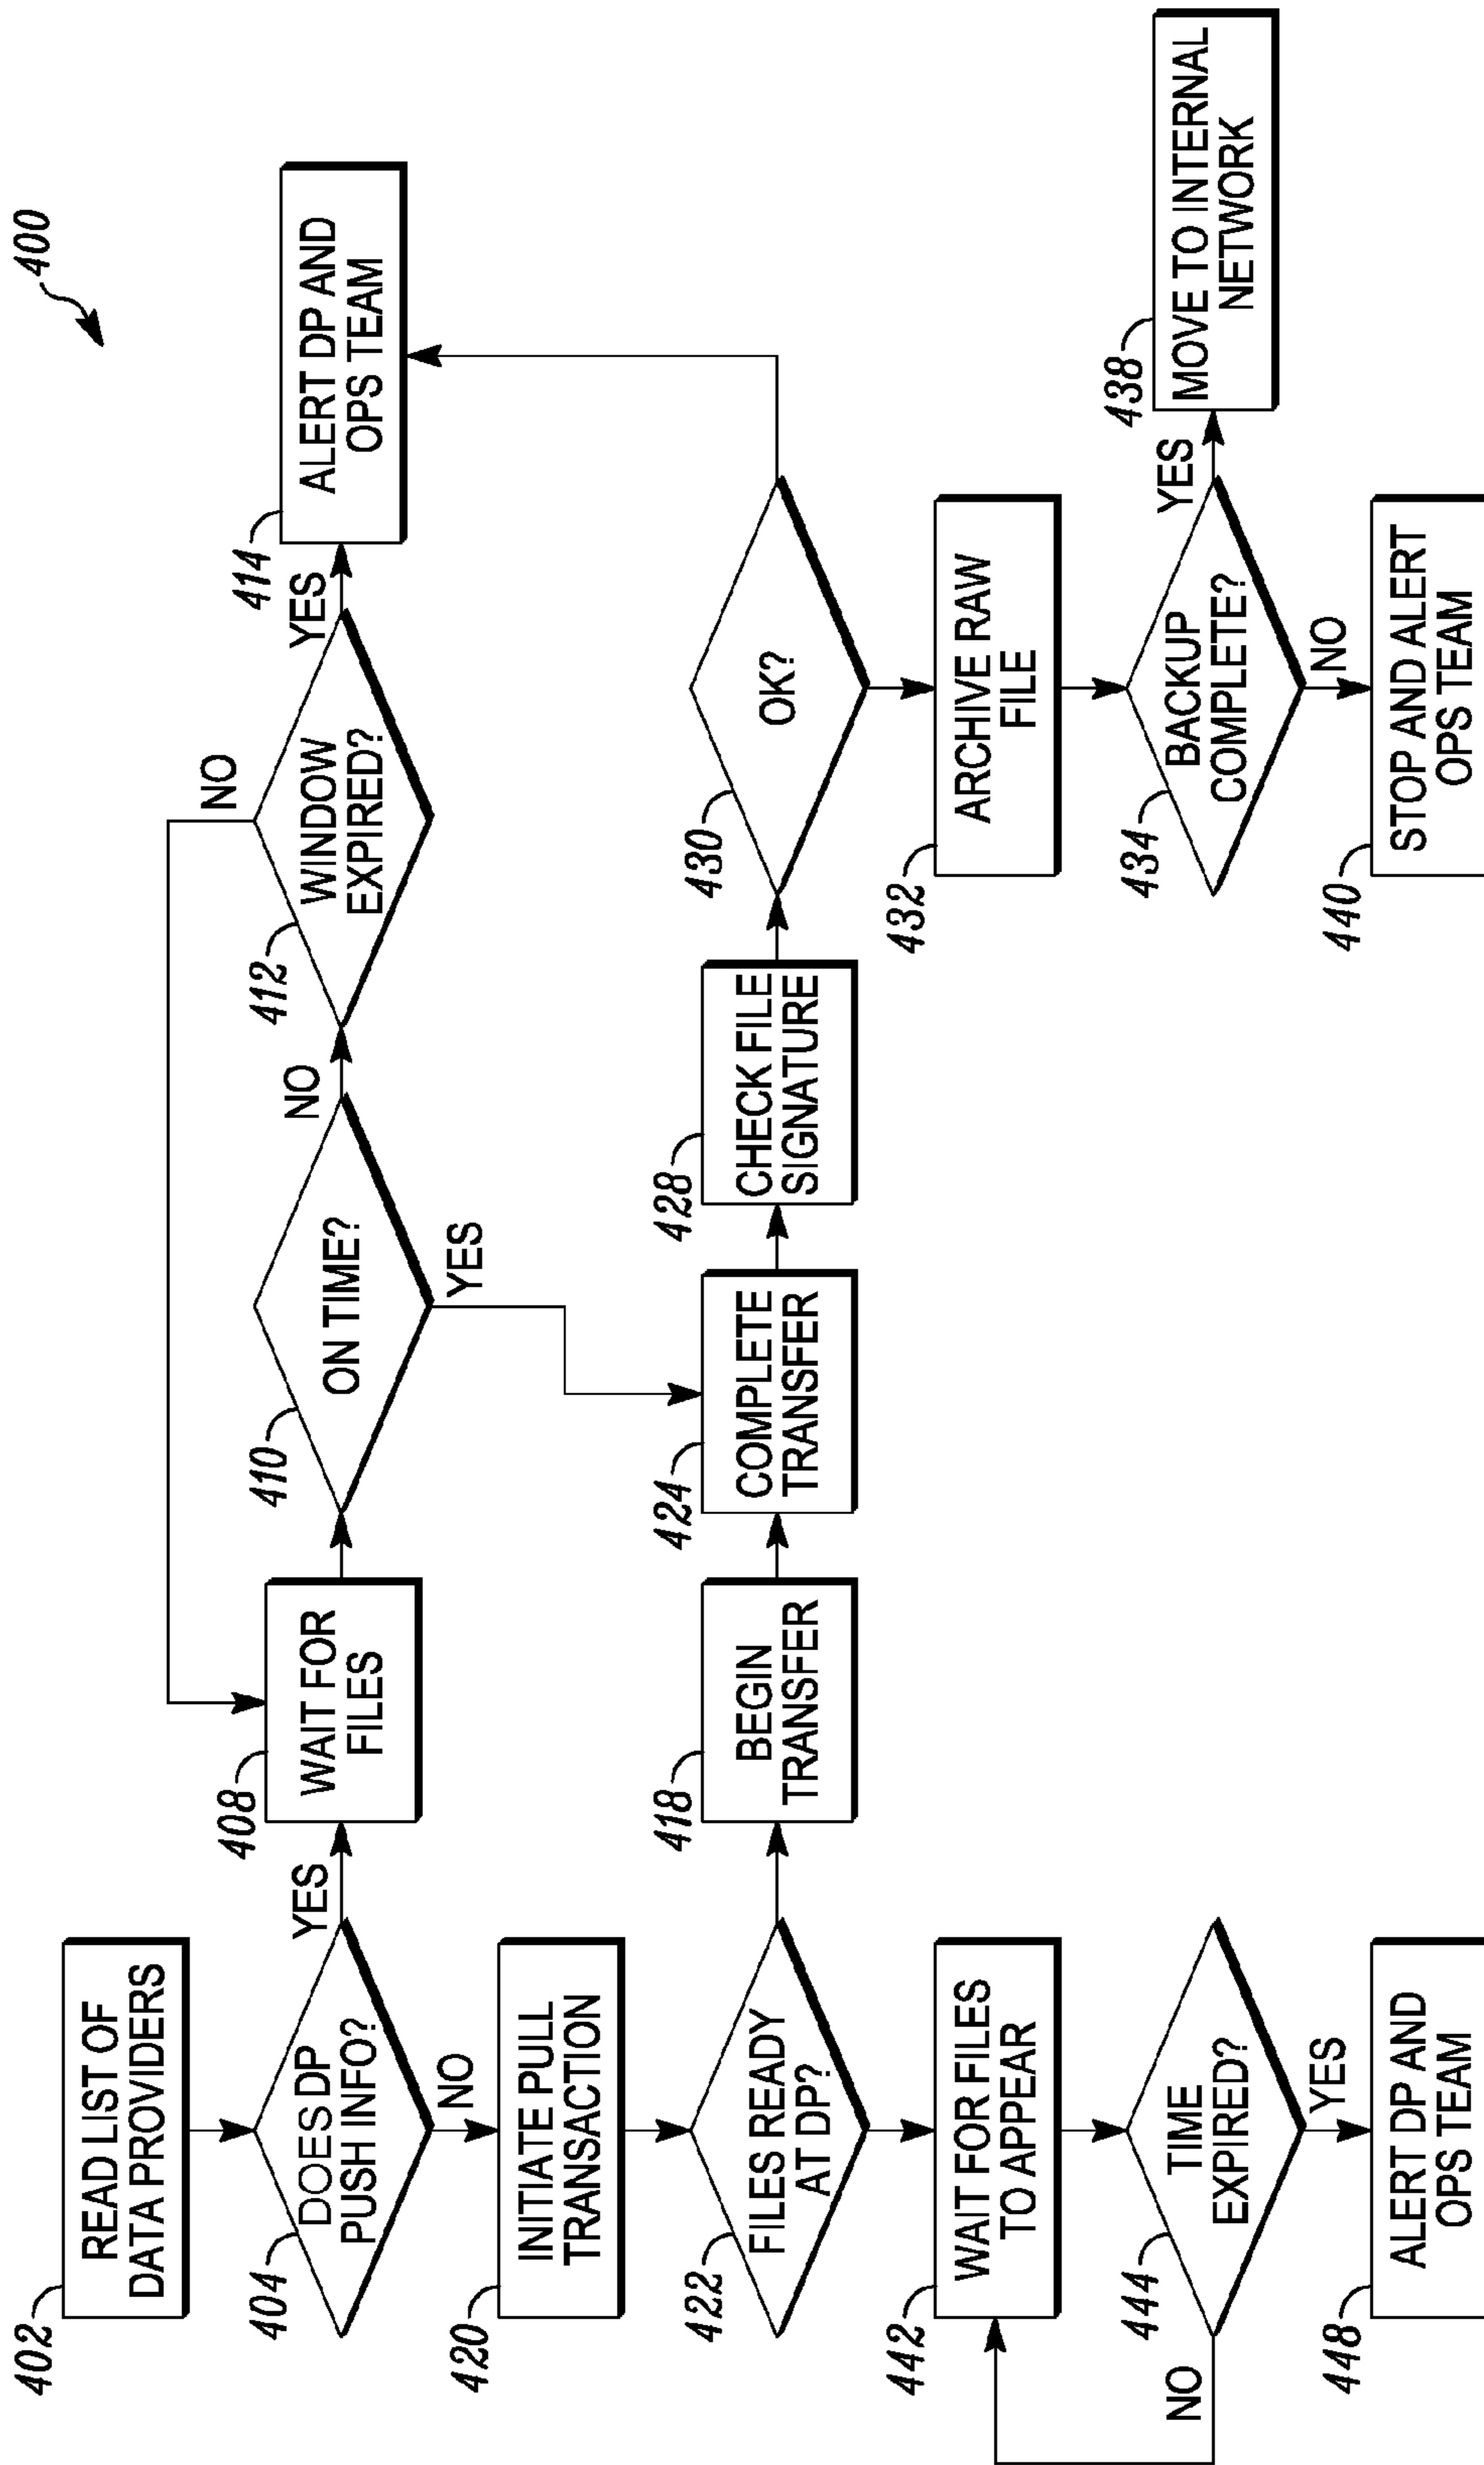 400
402
READ LIST OF
DATA PROVIDERS
404
DOES DP
PUSH INFO?
YES
NO
408
WAIT FOR
FILES
410
ON TIME?
NO
YES
412
WINDOW
EXPIRED?
NO
YES
414
ALERT DP AND
OPS TEAM
420
INITIATE PULL
TRANSACTION
422
FILES READY
AT DP?
418
BEGIN
TRANSFER
424
COMPLETE
TRANSFER
428
CHECK FILE
SIGNATURE
430
OK?
442
WAIT FOR FILES
TO APPEAR
432
ARCHIVE RAW
FILE
444
TIME
EXPIRED?
NO
YES
434
BACKUP
COMPLETE?
YES
NO
438
MOVE TO INTERNAL
NETWORK
448
ALERT DP AND
OPS TEAM
440
STOP AND ALERT
OPS TEAM